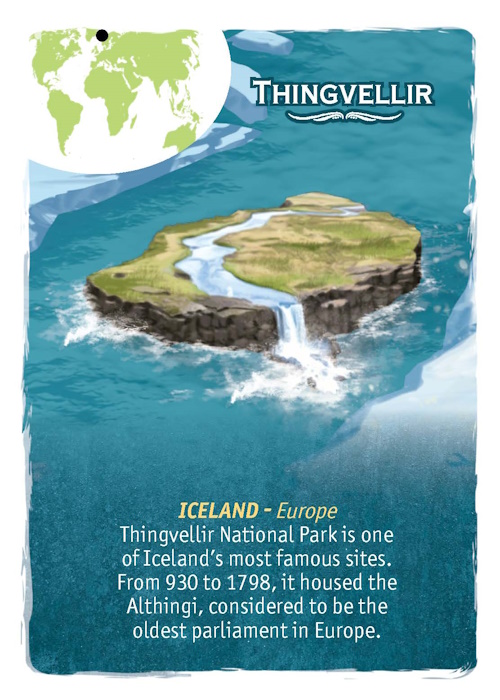 THINGVELLIR
ICELAND - Europe
Thingvellir National Park is one
of Iceland's most famous sites.
From 930 to 1798, it housed the
Althingi, considered to be the
oldest parliament in Europe.